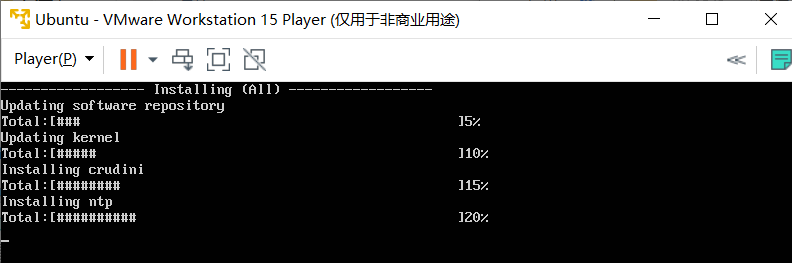 Ubuntu - VMware Workstation 15 Player (仅用于非商业用途)
Player(P)
------------------ Installing (All) ------------------
Updating software repository
Total:[###                                               ]5%
Updating kernel
Total:[#####                                             ]10%
Installing crudini
Total:[########                                          ]15%
Installing ntp
Total:[##########                                        ]20%